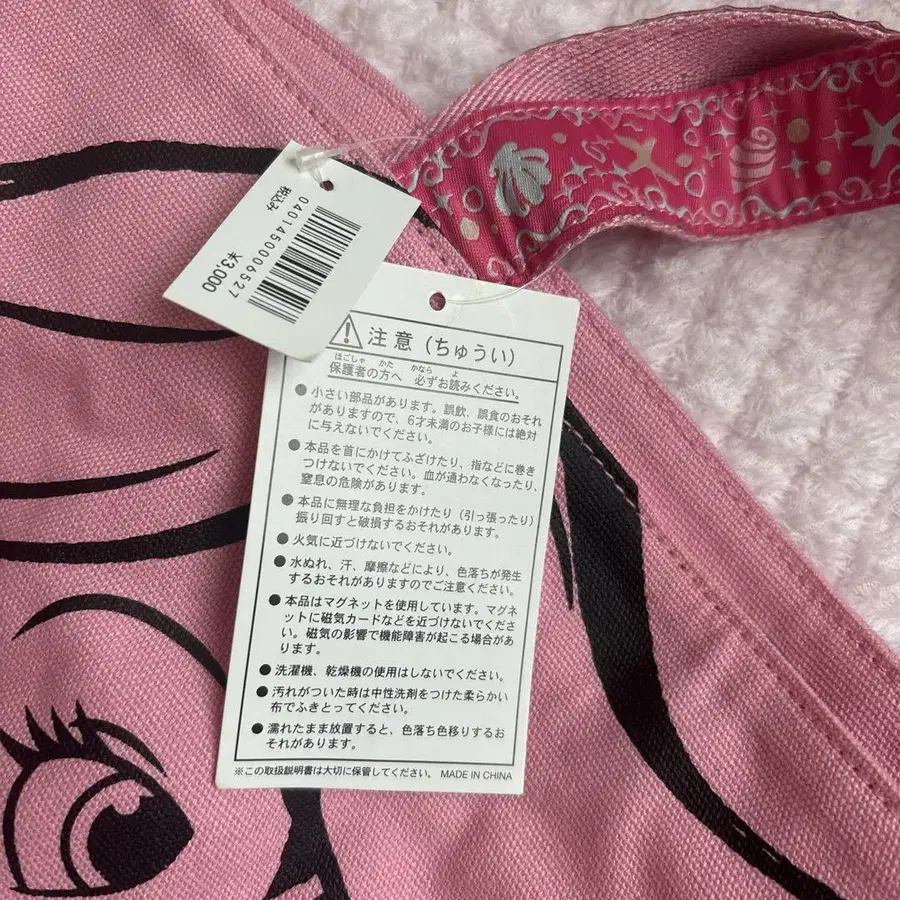 税込み
0401450006527
¥3,000
注意(ちゅうい)
ほごしゃ かた かなら よ
保護者の方へ 必ずお読みください。
●小さい部品があります。誤飲、誤食のおそれ
がありますので、6才未満のお子様には絶対
に与えないでください。
●本品を首にかけてふざけたり、指などに巻き
つけないでください。血が通わなくなったり、
窒息の危険があります。
●本品に無理な負担をかけたり(引っ張ったり)
振り回すと破損するおそれがあります。
●火気に近づけないでください。
●水ぬれ、汗、摩擦などにより、色落ちが発生
するおそれがありますのでご注意ください。
●本品はマグネットを使用しています。マグネ
ットに磁気カードなどを近づけないでくださ
い。磁気の影響で機能障害が起こる場合があ
ります。
●洗濯機、乾燥機の使用はしないでください。
●汚れがついた時は中性洗剤をつけた柔らかい
布でふきとってください。
●濡れたまま放置すると、色落ち色移りするお
それがあります。
※この取扱説明書は大切に保管してください。 MADE IN CHINA